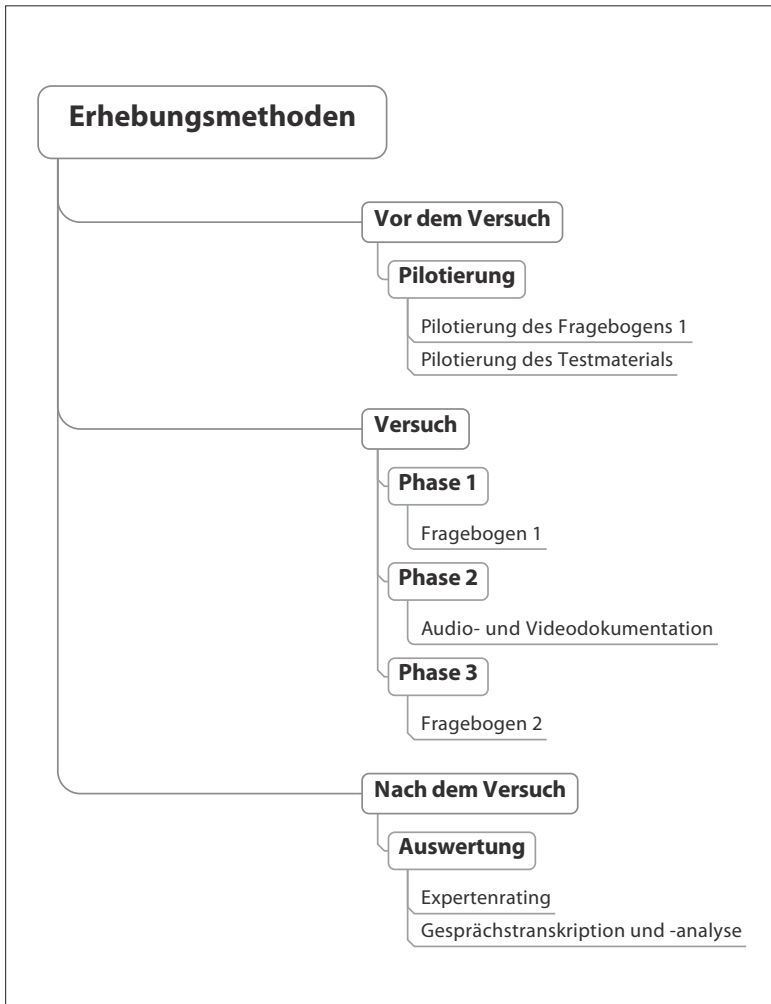 Erhebungsmethoden
Vor dem Versuch
Pilotierung
Pilotierung des Fragebogens 1
Pilotierung des Testmaterials
Versuch
Phase 1
Fragebogen 1
Phase 2
Audio- und Videodokumentation
Phase 3
Fragebogen 2
Nach dem Versuch
Auswertung
Expertenrating
Gesprächstranskription und -analyse